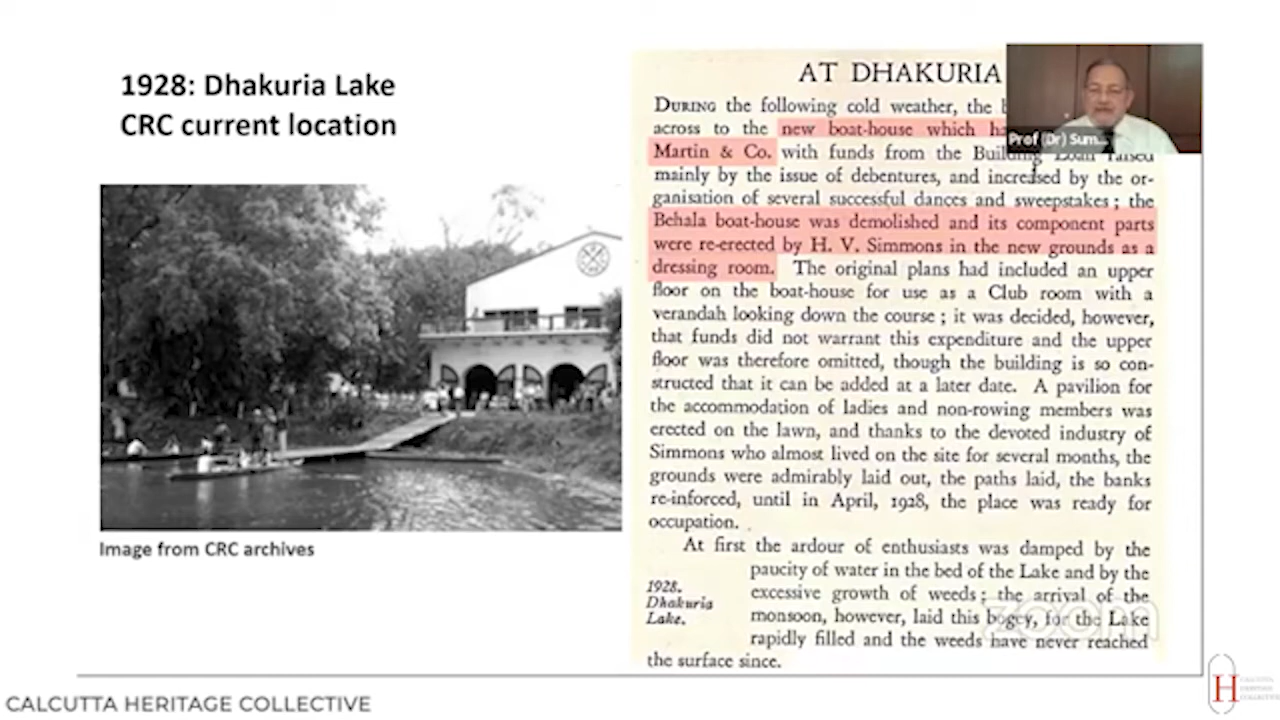 1928: Dhakuria Lake
CRC current location
Image from CRC archives
AT DHAKURIA
DURING the following cold weather, the
across to the new boat-house which
Martin & Co. with funds from the Building Loan raised
mainly by the issue of debentures, and increased by the or-
ganisation of several successful dances and sweepstakes ; the
Behala boat-house was demolished and its component parts
were re-erected by H. V. Simmons in the new grounds as a
dressing room. The original plans had included an upper
floor on the boat-house for use as a Club room with a
verandah looking down the course ; it was decided, however,
that funds did not warrant this expenditure and the upper
floor was therefore omitted, though the building is so con-
structed that it can be added at a later date. A pavilion for
the accommodation of ladies and non-rowing members was
erected on the lawn, and thanks to the devoted industry of
Simmons who almost lived on the site for several months, the
grounds were admirably laid out, the paths laid, the banks
re-inforced, until in April, 1928, the place was ready for
occupation.
At first the ardour of enthusiasts was damped by the
paucity of water in the bed of the Lake and by the
excessive growth of weeds ; the arrival of the
monsoon, however, laid this bogey, for the Lake
rapidly filled and the weeds have never reached
the surface since.
1928.
Dhakuria
Lake.
Prof (Dr) Sum...
zoom
CALCUTTA HERITAGE COLLECTIVE
H
CALCUTTA
HERITAGE
COLLECTIVE